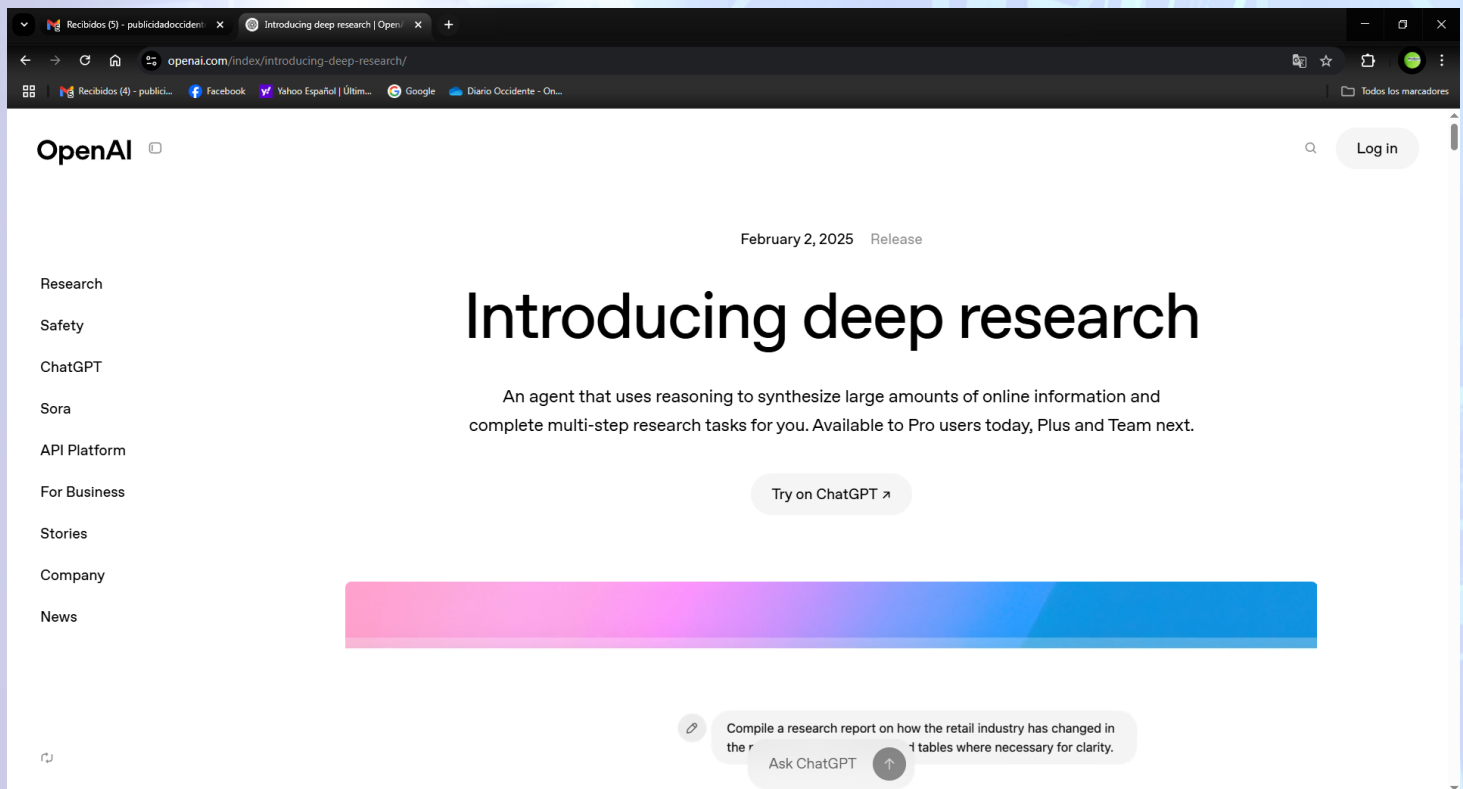 Recibidos (5) - publicidadoccident
Introducing deep research | Open
openai.com/index/introducing-deep-research/
Recibidos (4) - publici...
Facebook
Yahoo Español | Últim...
Google
Diario Occidente - On...
Todos los marcadores
OpenAI
Log in
February 2, 2025 Release
Introducing deep research
An agent that uses reasoning to synthesize large amounts of online information and
complete multi-step research tasks for you. Available to Pro users today, Plus and Team next.
Try on ChatGPT ↗
Research
Safety
ChatGPT
Sora
API Platform
For Business
Stories
Company
News
Compile a research report on how the retail industry has changed in
the tables where necessary for clarity.
Ask ChatGPT